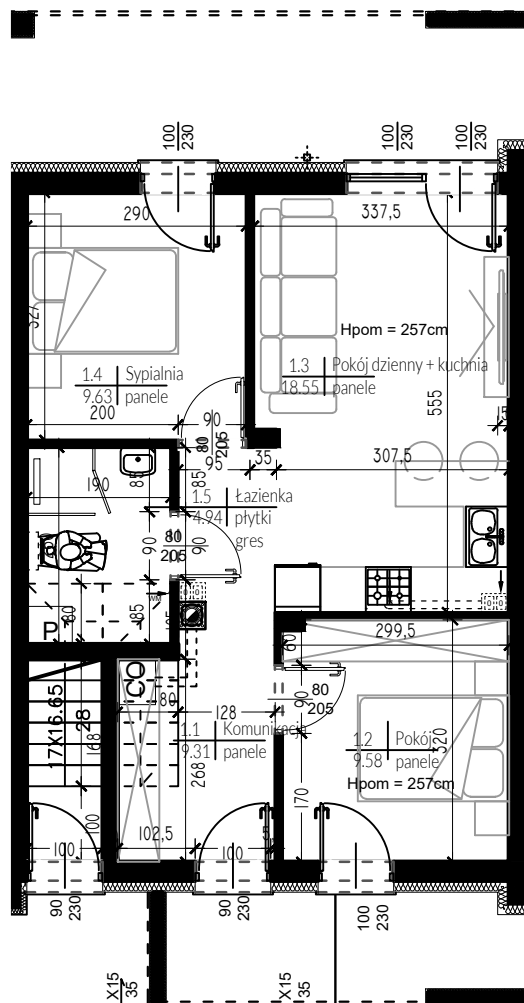 100
230
100
230
100
230
290
337,5
327
Hpom = 257cm
1.4 Sypialnia
9.63 panele
1.3 Pokój dzienny + kuchnia
18.55 panele
555
200
90
80
205
95
35
307,5
15
190
85
85
1.5 Łazienka
4.94 płytki
gres
90
80
205
90
P
80
85
60
299,5
17X16.65
28
168
CO
80
128
80
205
90
1.1 Komunikacja
9.31 panele
1.2 Pokój
9.58 panele
320
Hpom = 257cm
268
170
100
100
102,5
100
90
230
90
230
100
230
X15
35
X15
35